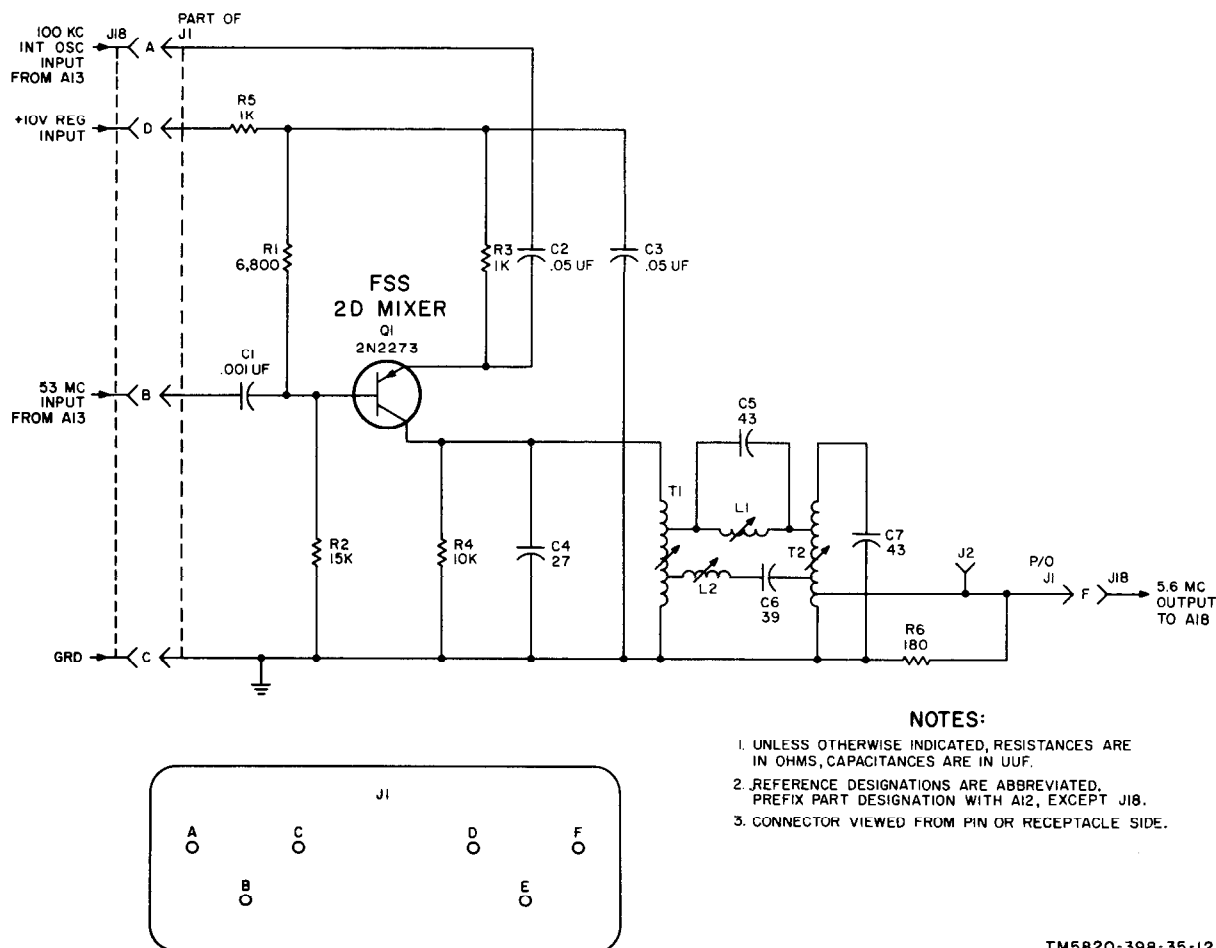 100 KC
INT OSC
INPUT
FROM A13
J18
A
PART OF
J1
+10V REG
INPUT
D
R5
1K
R1
6,800
R3
1K
C2
.05 UF
C3
.05 UF
FSS
2D MIXER
Q1
2N2273
53 MC
INPUT
FROM A13
B
C1
.001 UF
R2
15K
R4
10K
C4
27
T1
C5
43
L1
L2
C6
39
T2
C7
43
J2
P/O
J1
F
J18
5.6 MC
OUTPUT
TO A18
R6
180
GRD
C
NOTES:
1. UNLESS OTHERWISE INDICATED, RESISTANCES ARE
IN OHMS, CAPACITANCES ARE IN UUF.
2. REFERENCE DESIGNATIONS ARE ABBREVIATED.
PREFIX PART DESIGNATION WITH A12, EXCEPT J18.
3. CONNECTOR VIEWED FROM PIN OR RECEPTACLE SIDE.
J1
A
C
D
F
B
E
TM5820-398-35-12